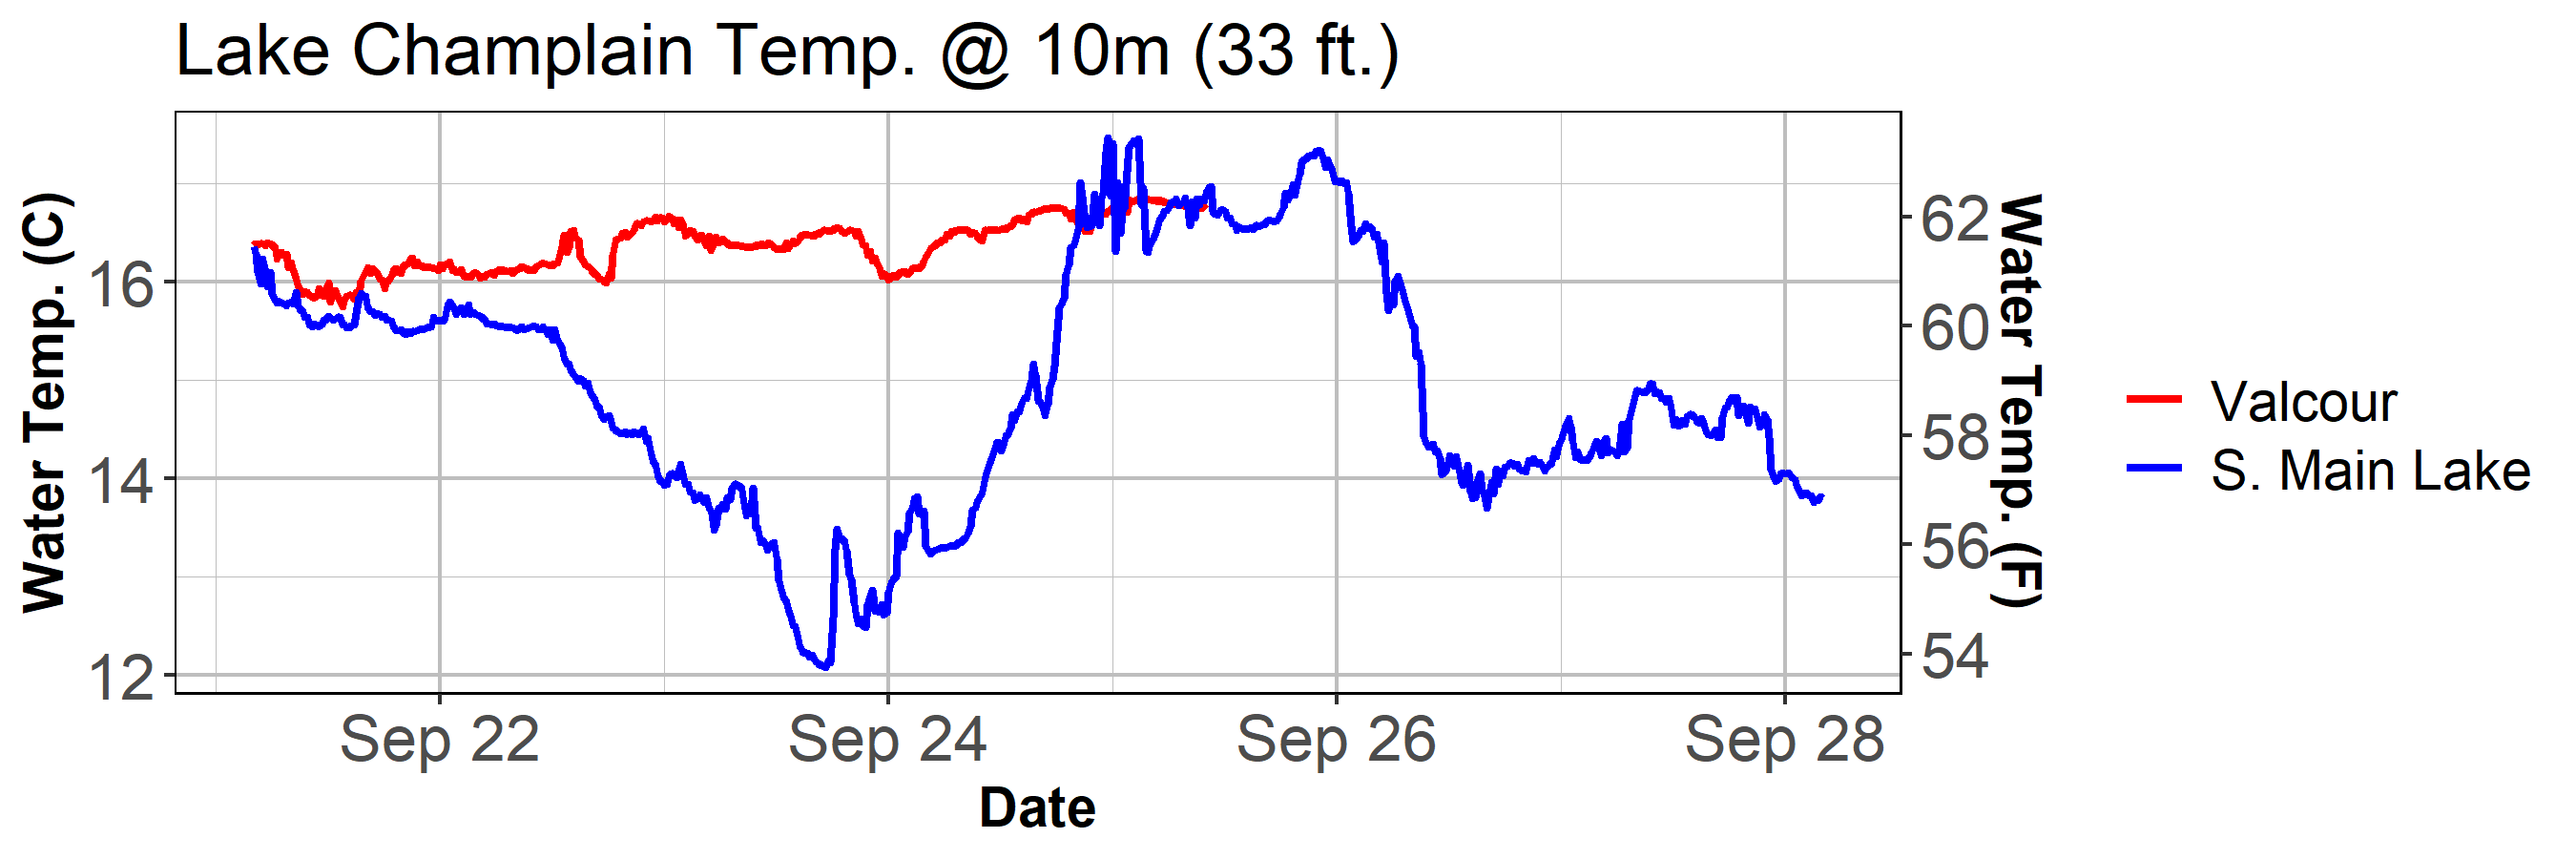 Lake Champlain Temp. @ 10m (33 ft.)
Water Temp. (C)
16
14
12
62
60
58
56
54
Water Temp. (F)
Sep 22
Sep 24
Sep 26
Sep 28
Date
Valcour
S. Main Lake